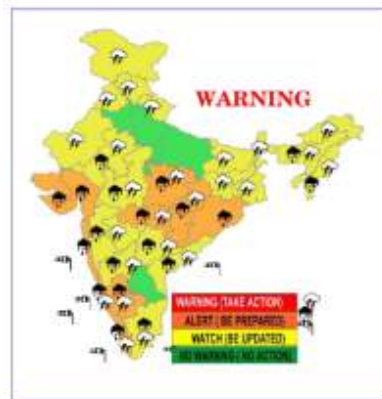 WARNING
WARNING (TAKE ACTION)
ALERT ( BE PREPARED)
WATCH (BE UPDATED)
NO WARNING ( NO ACTION)